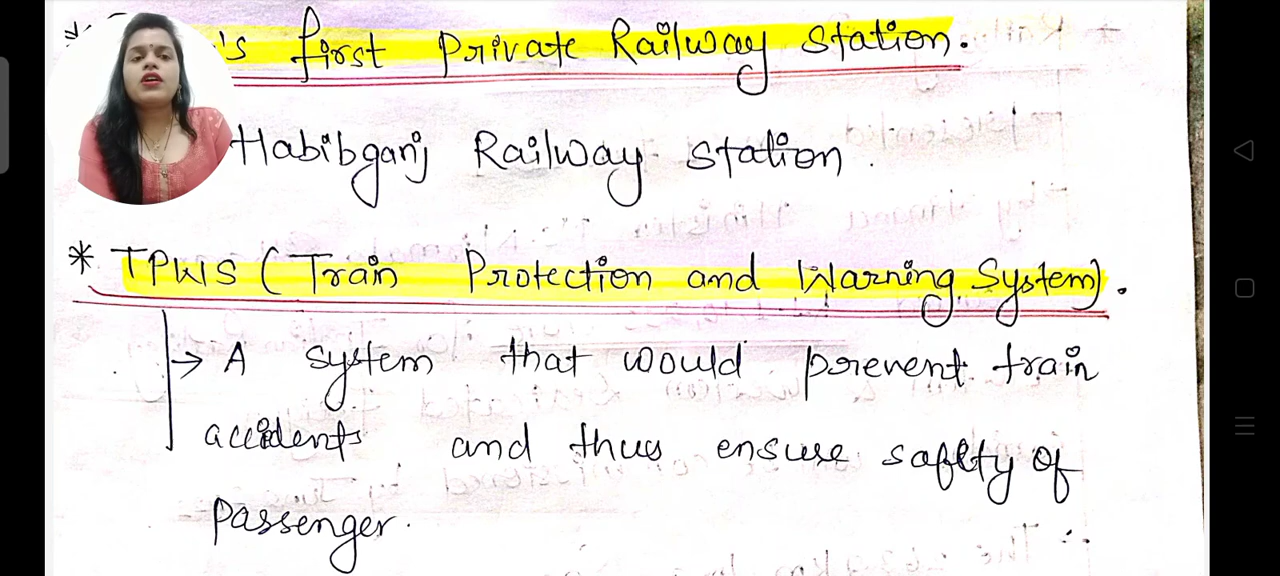 's first Private Railway Station.
Habibganj Railway Station.
* TPWS (Train Protection and Warning System).
→ A system that would prevent train
accidents and thus ensure safety of
Passenger.